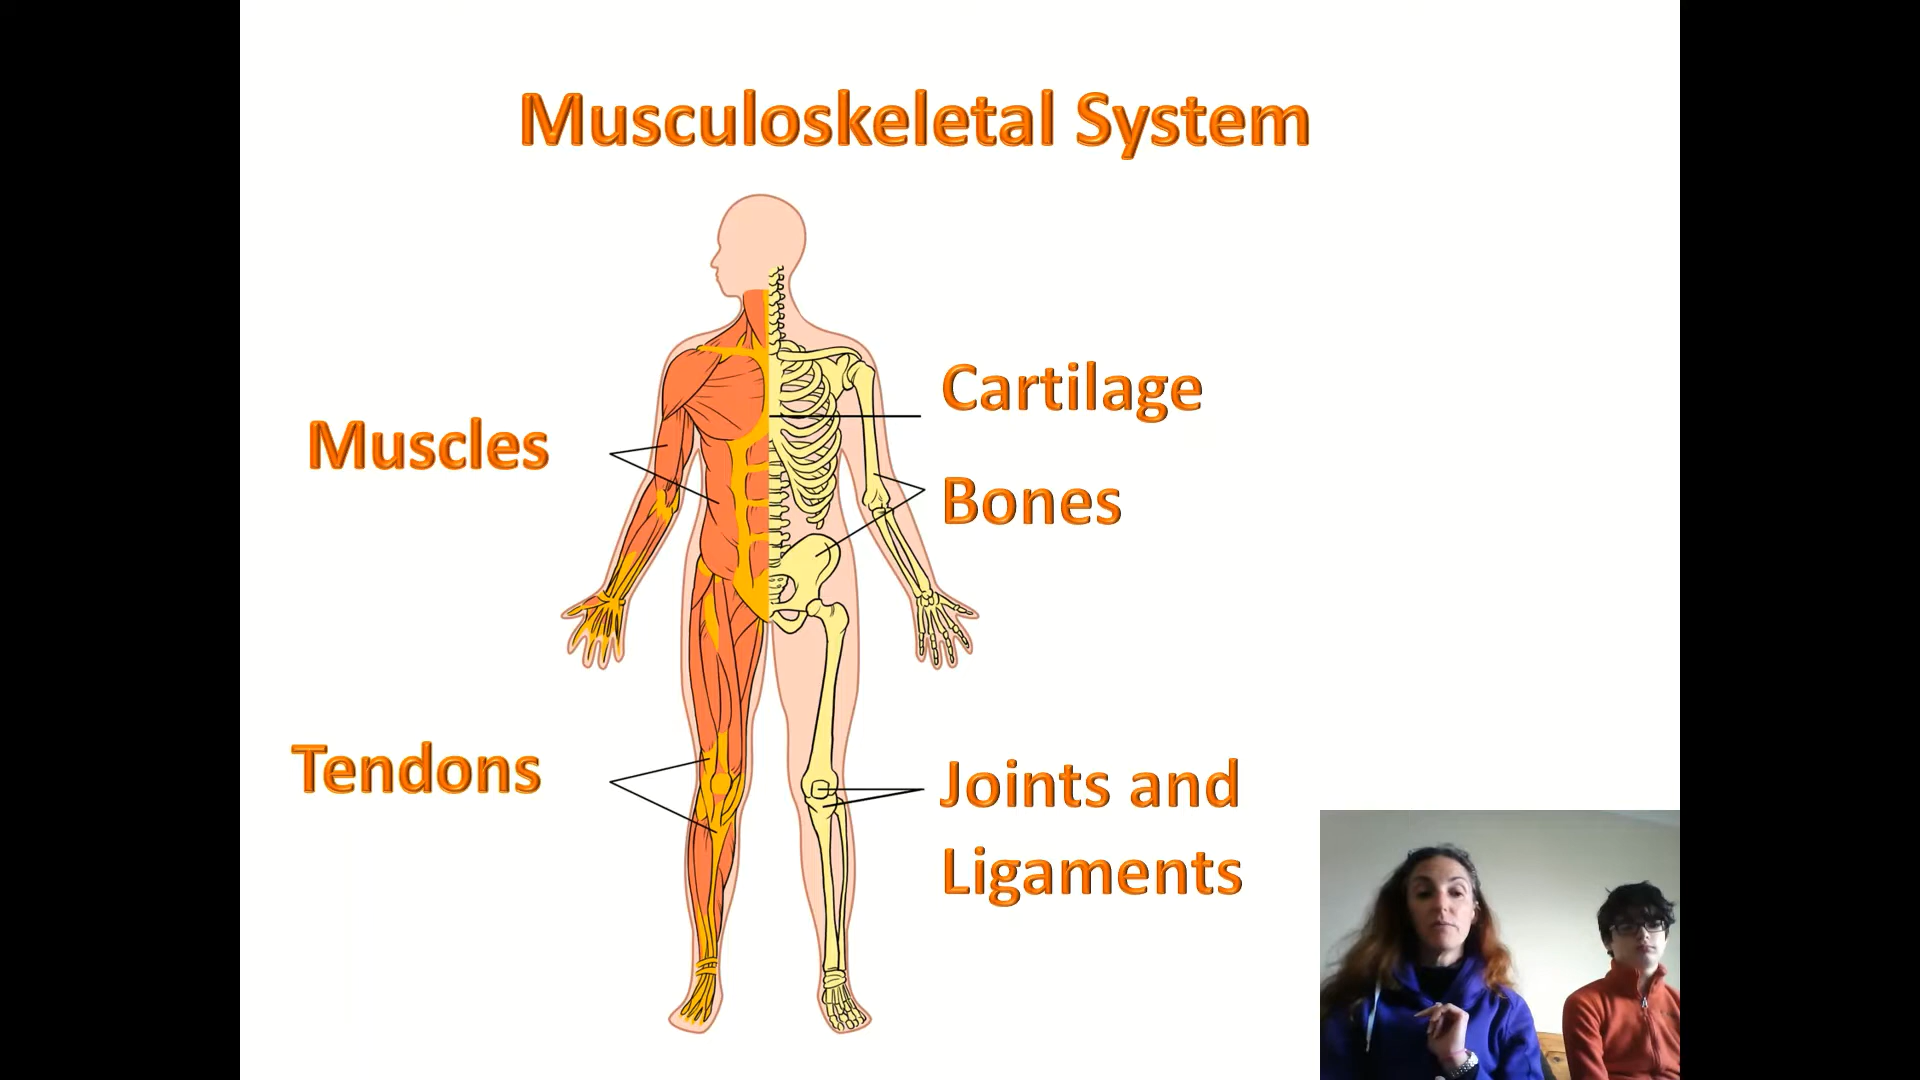 Musculoskeletal System
Cartilage
Muscles
Bones
Tendons
Joints and
Ligaments